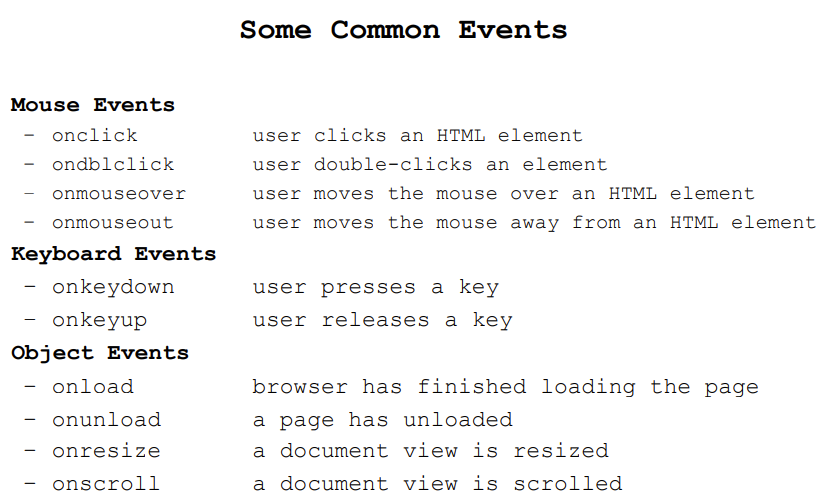 Some Common Events
Mouse Events
– onclick user clicks an HTML element
– ondblclick user double-clicks an element
– onmouseover user moves the mouse over an HTML element
– onmouseout user moves the mouse away from an HTML element
Keyboard Events
– onkeydown user presses a key
– onkeyup user releases a key
Object Events
– onload browser has finished loading the page
– onunload a page has unloaded
– onresize a document view is resized
– onscroll a document view is scrolled